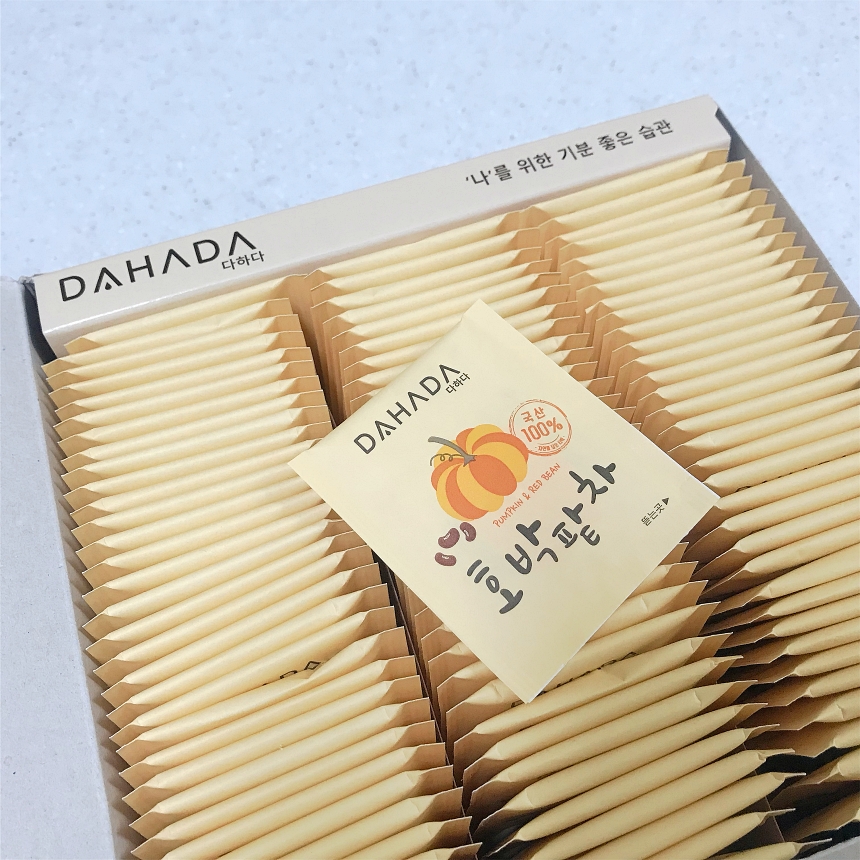 '나'를 위한 기분 좋은 습관
DAHADA
다하다
DAHADA
다하다
국산
100%
PUMPKIN & RED BEAN
호박팥차
뜯는곳▶